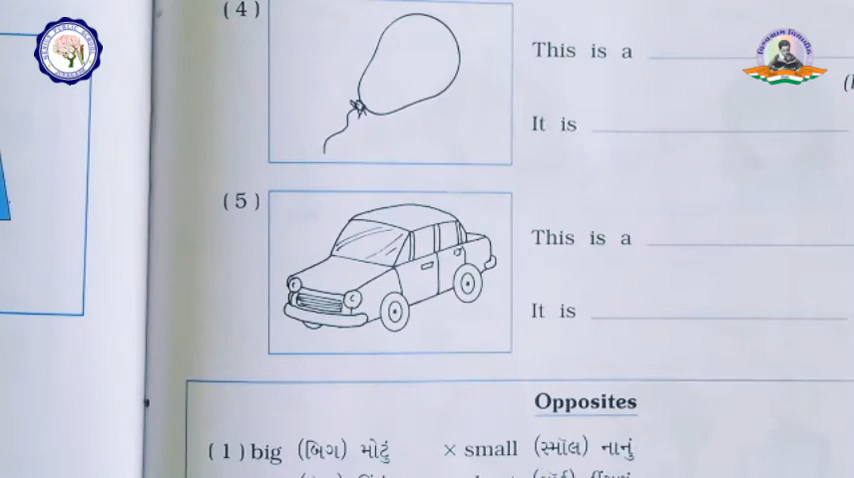 (4)
This is a
It is
(5)
This is a
It is
Opposites
(1) big (બિગ) મોટું × small (સ્મૉલ) નાનું